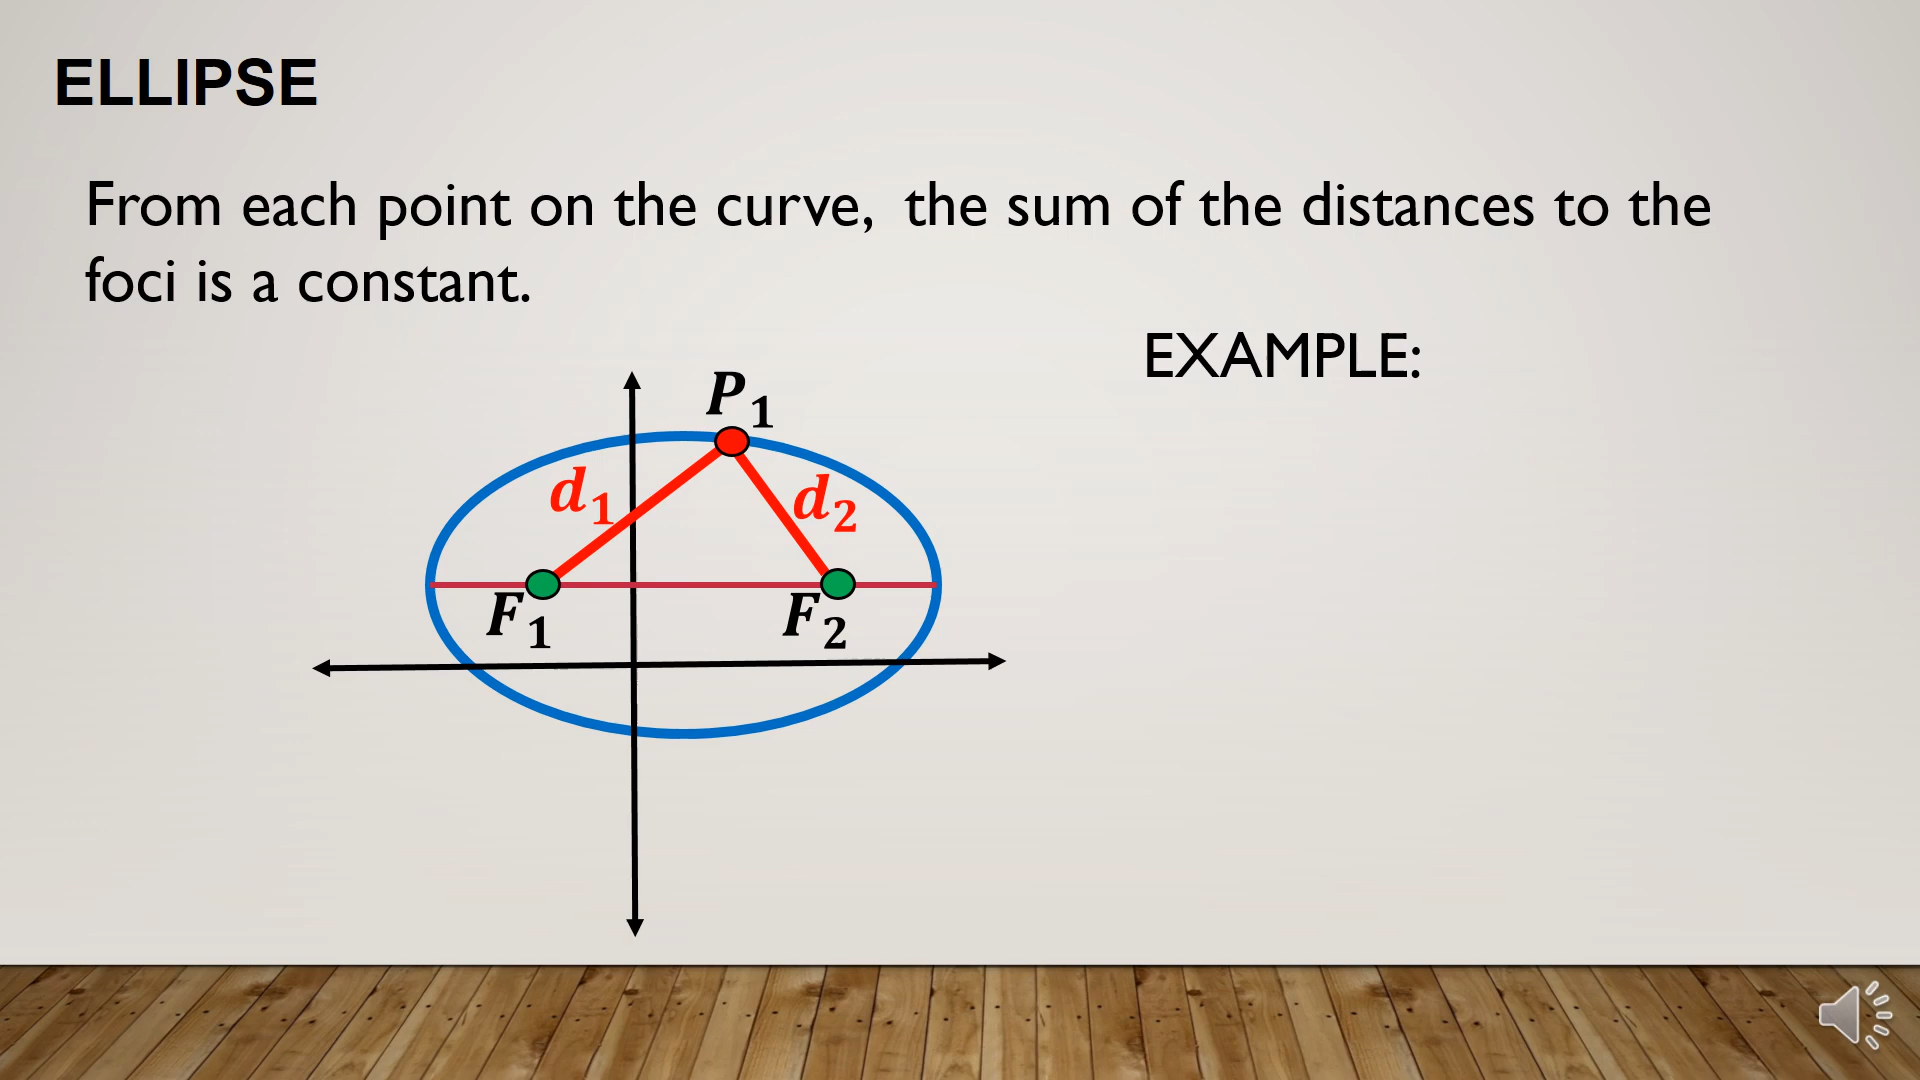 ELLIPSE
From each point on the curve,  the sum of the distances to the
foci is a constant.
EXAMPLE:
P₁
d₁
d₂
F₁
F₂